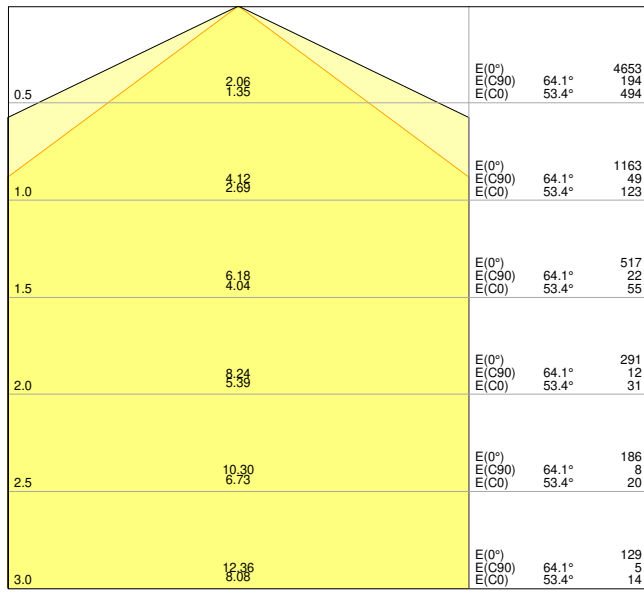 2.06
1.35
0.5
E(0°) 4653
E(C90) 64.1° 194
E(C0) 53.4° 494
4.12
2.69
1.0
E(0°) 1163
E(C90) 64.1° 49
E(C0) 53.4° 123
6.18
4.04
1.5
E(0°) 517
E(C90) 64.1° 22
E(C0) 53.4° 55
8.24
5.39
2.0
E(0°) 291
E(C90) 64.1° 12
E(C0) 53.4° 31
10.30
6.73
2.5
E(0°) 186
E(C90) 64.1° 8
E(C0) 53.4° 20
12.36
8.08
3.0
E(0°) 129
E(C90) 64.1° 5
E(C0) 53.4° 14